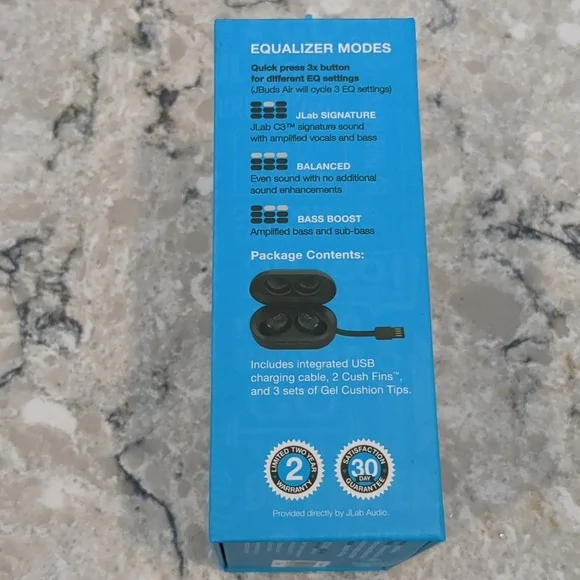 EQUALIZER MODES
Quick press 3x button
for different EQ settings
(JBuds Air will cycle 3 EQ settings)
JLab SIGNATURE
JLab C3™ signature sound
with amplified vocals and bass
BALANCED
Even sound with no additional
sound enhancements
BASS BOOST
Amplified bass and sub-bass
Package Contents:
Includes integrated USB
charging cable, 2 Cush Fins™,
and 3 sets of Gel Cushion Tips.
LIMITED TWO YEAR
2
WARRANTY
SATISFACTION
30
DAY
GUARANTEE
Provided directly by JLab Audio.